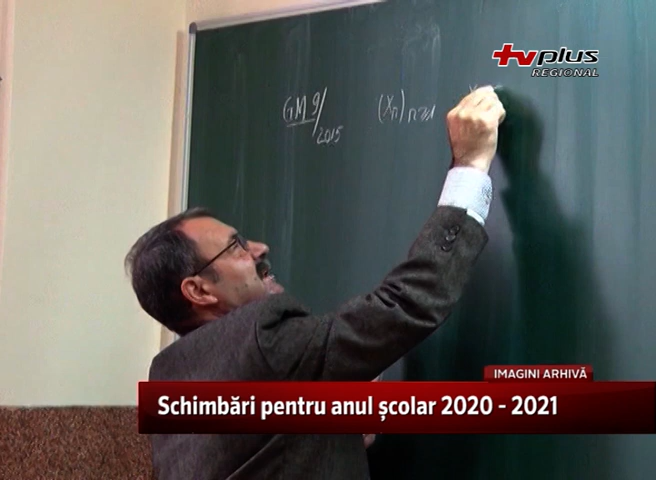 tvplus
REGIONAL
GM 9/
2015
(xn)n≥1
IMAGINI ARHIVĂ
Schimbări pentru anul școlar 2020 - 2021